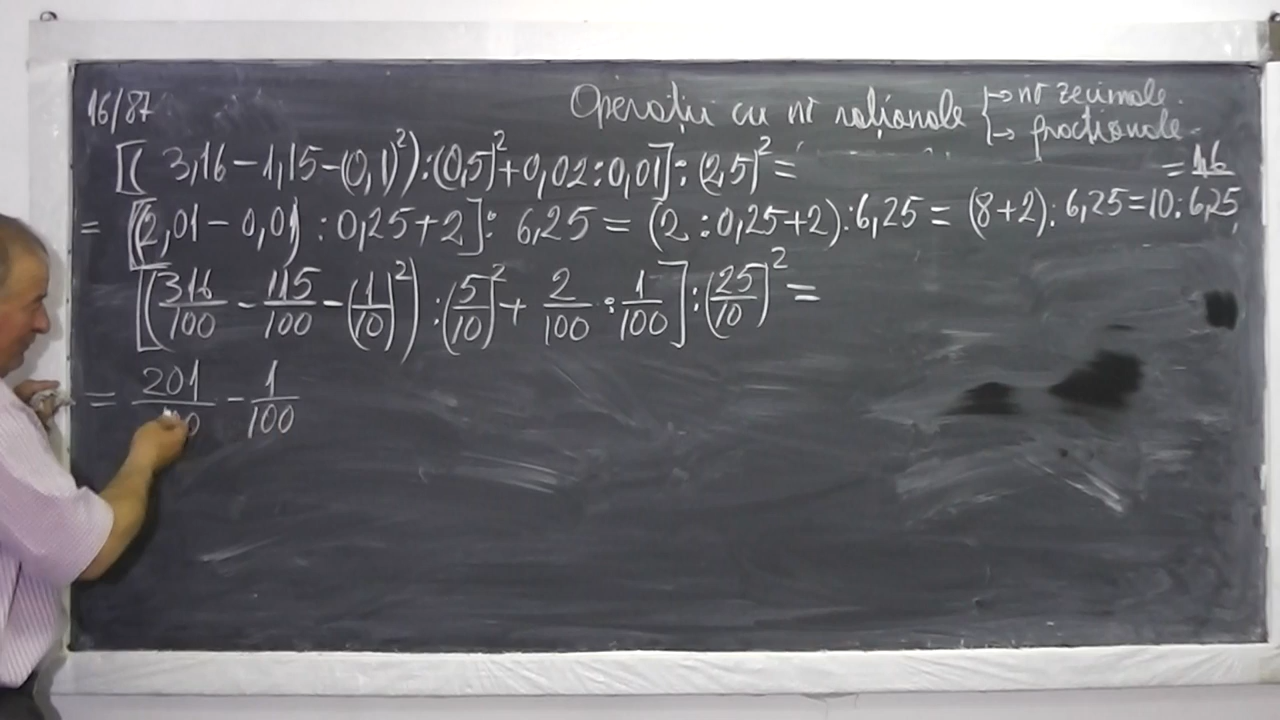 16/87
Operații cu nr raționale → nr zecimale.
→ fracționale.
[( 3,16 − 1,15 − (0,1)²) : (0,5)² + 0,02 : 0,01] : (2,5)² =
= 1,6
= [(2,01 − 0,01) : 0,25 + 2] : 6,25 = (2 : 0,25 + 2) : 6,25 = (8 + 2) : 6,25 = 10 : 6,25
[(316/100 − 115/100 − (1/10)²) : (5/10)² + 2/100 : 1/100] : (25/10)² =
= 201/100 − 1/100